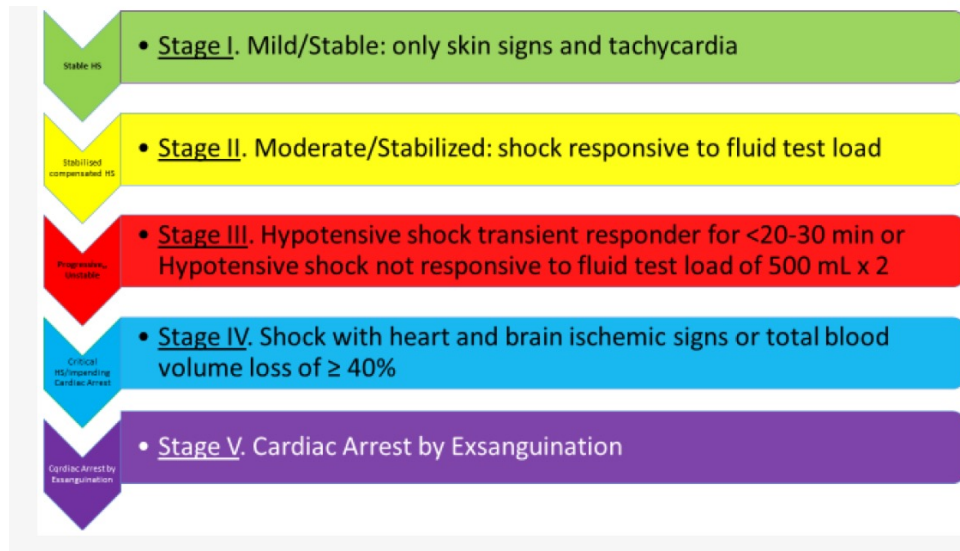 Stable HS
• Stage I. Mild/Stable: only skin signs and tachycardia
Stabilised
compensated HS
• Stage II. Moderate/Stabilized: shock responsive to fluid test load
Progressive,,
Unstable
• Stage III. Hypotensive shock transient responder for <20-30 min or
Hypotensive shock not responsive to fluid test load of 500 mL x 2
Critical
HS/Impending
Cardiac Arrest
• Stage IV. Shock with heart and brain ischemic signs or total blood
volume loss of ≥ 40%
Cardiac Arrest by
Exsanguination
• Stage V. Cardiac Arrest by Exsanguination